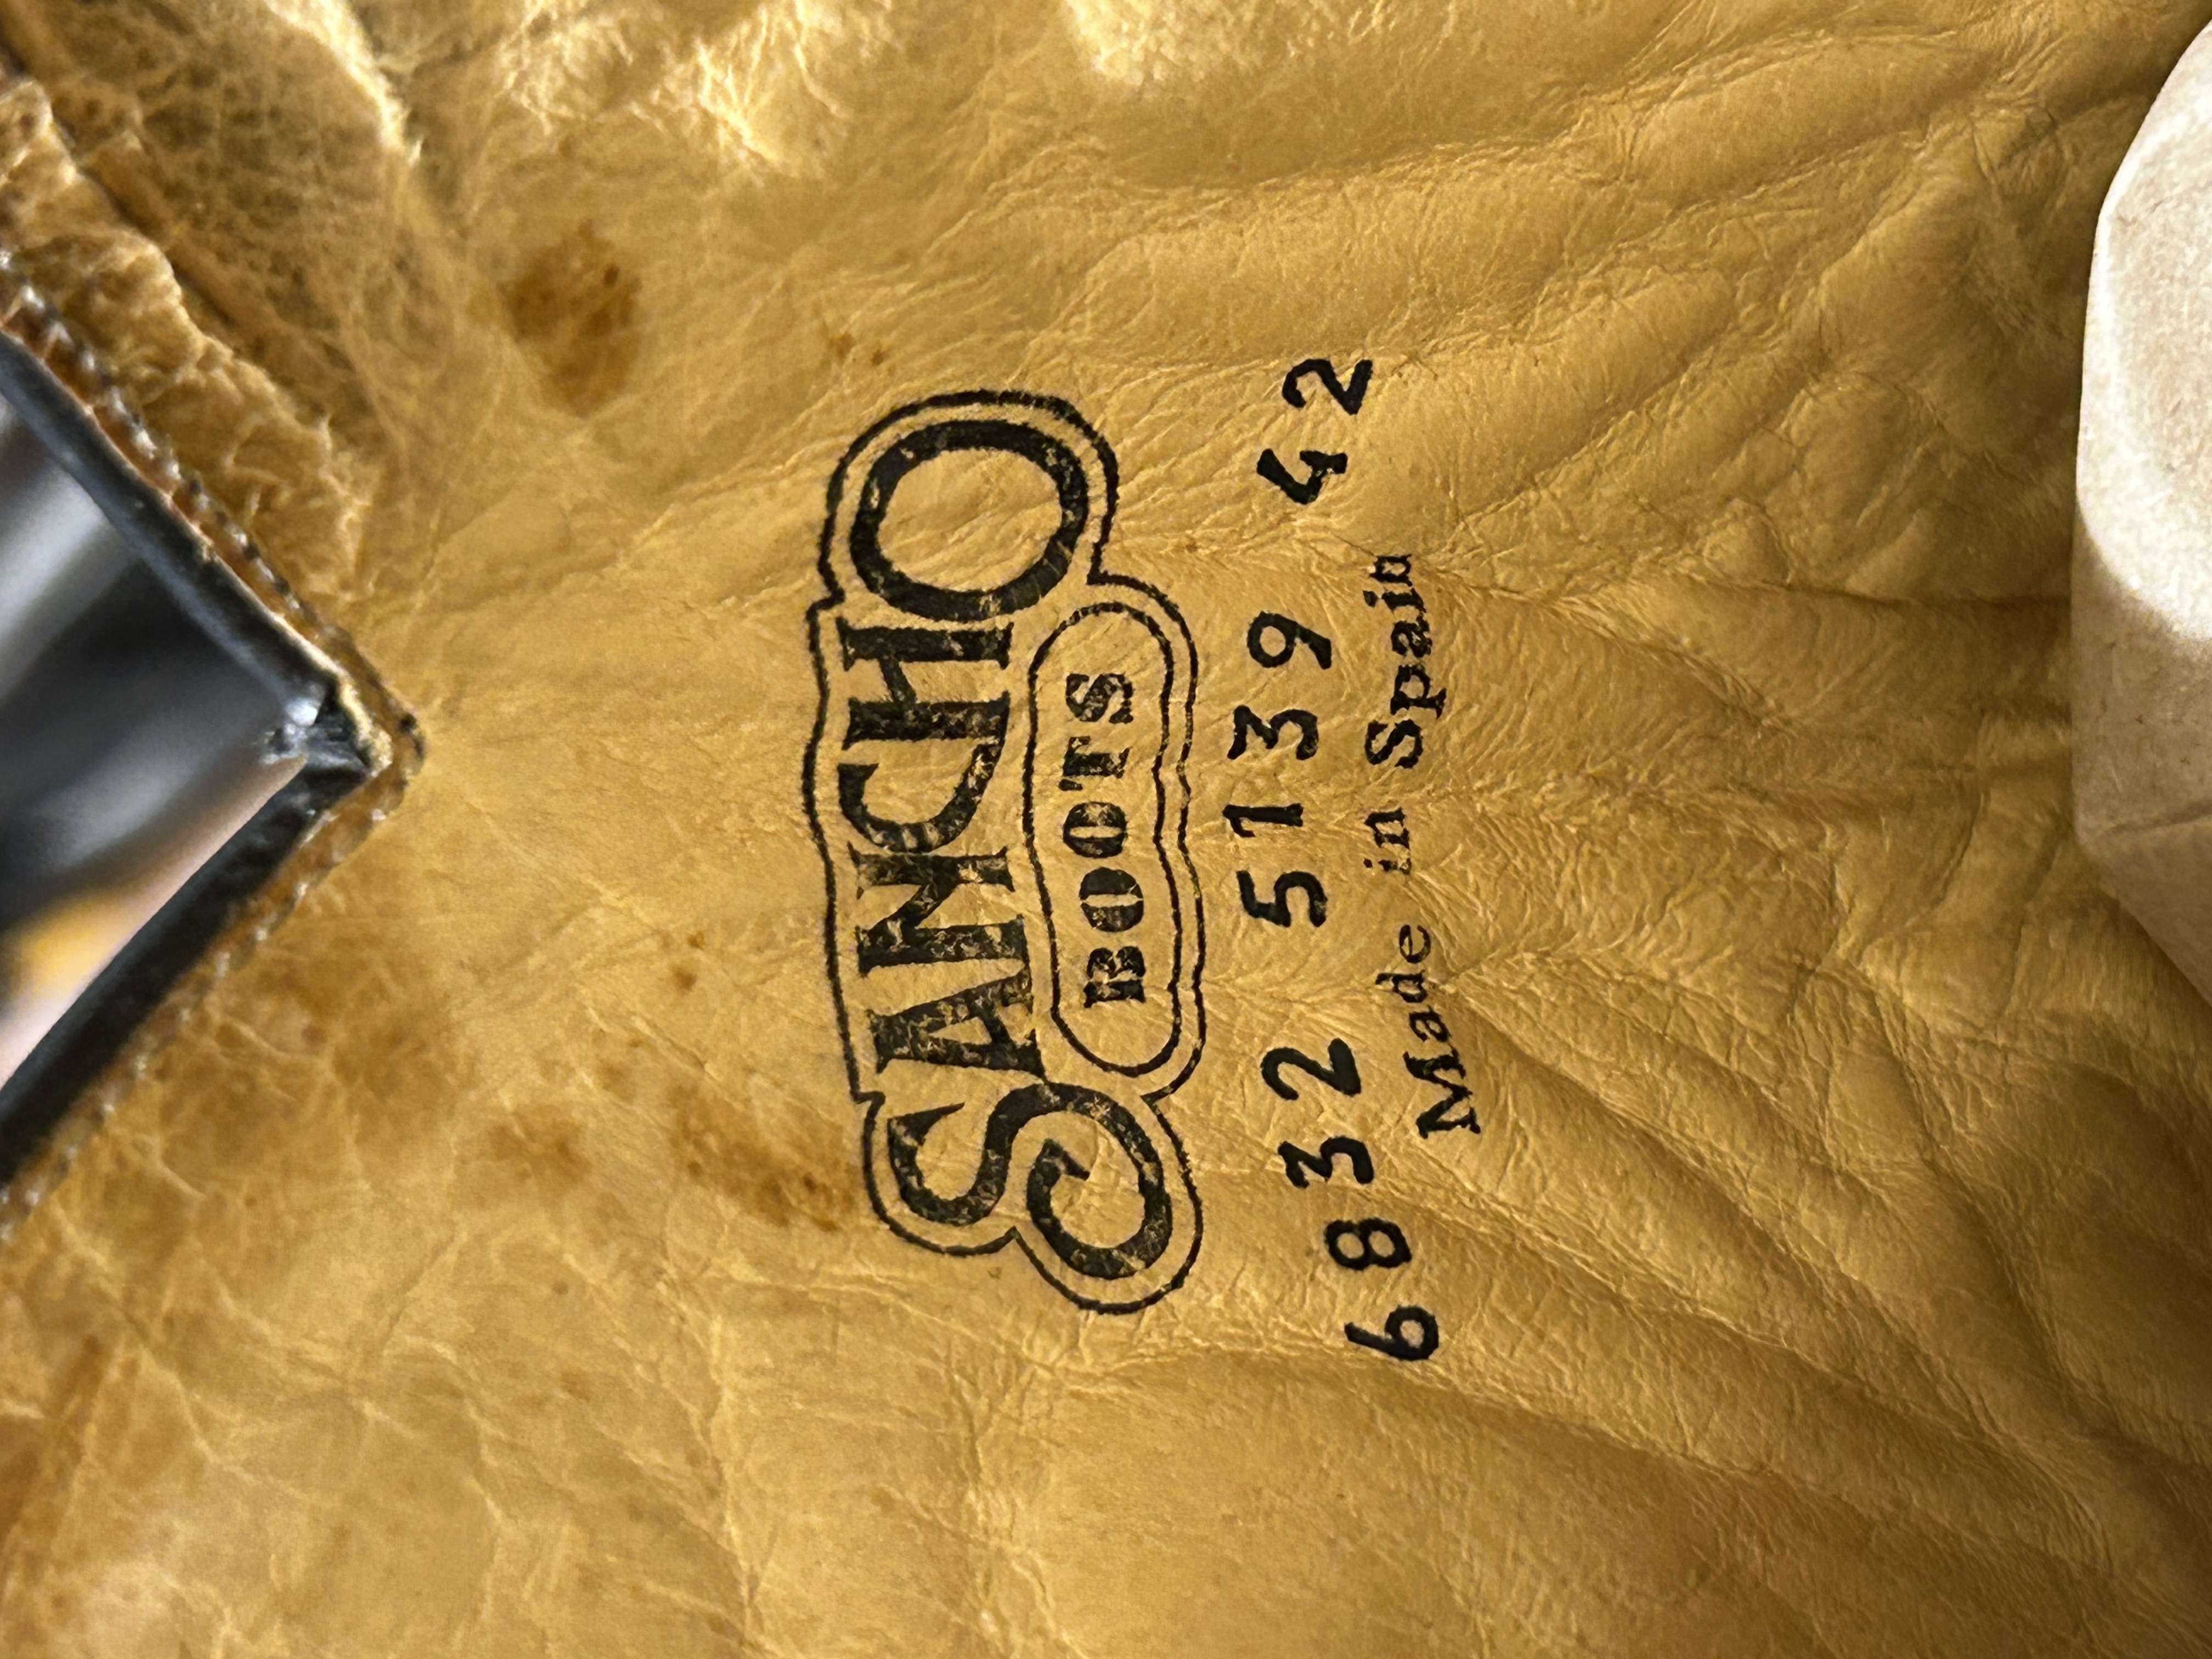 SANCHO
BOOTS
6832 5139 42
Made in Spain